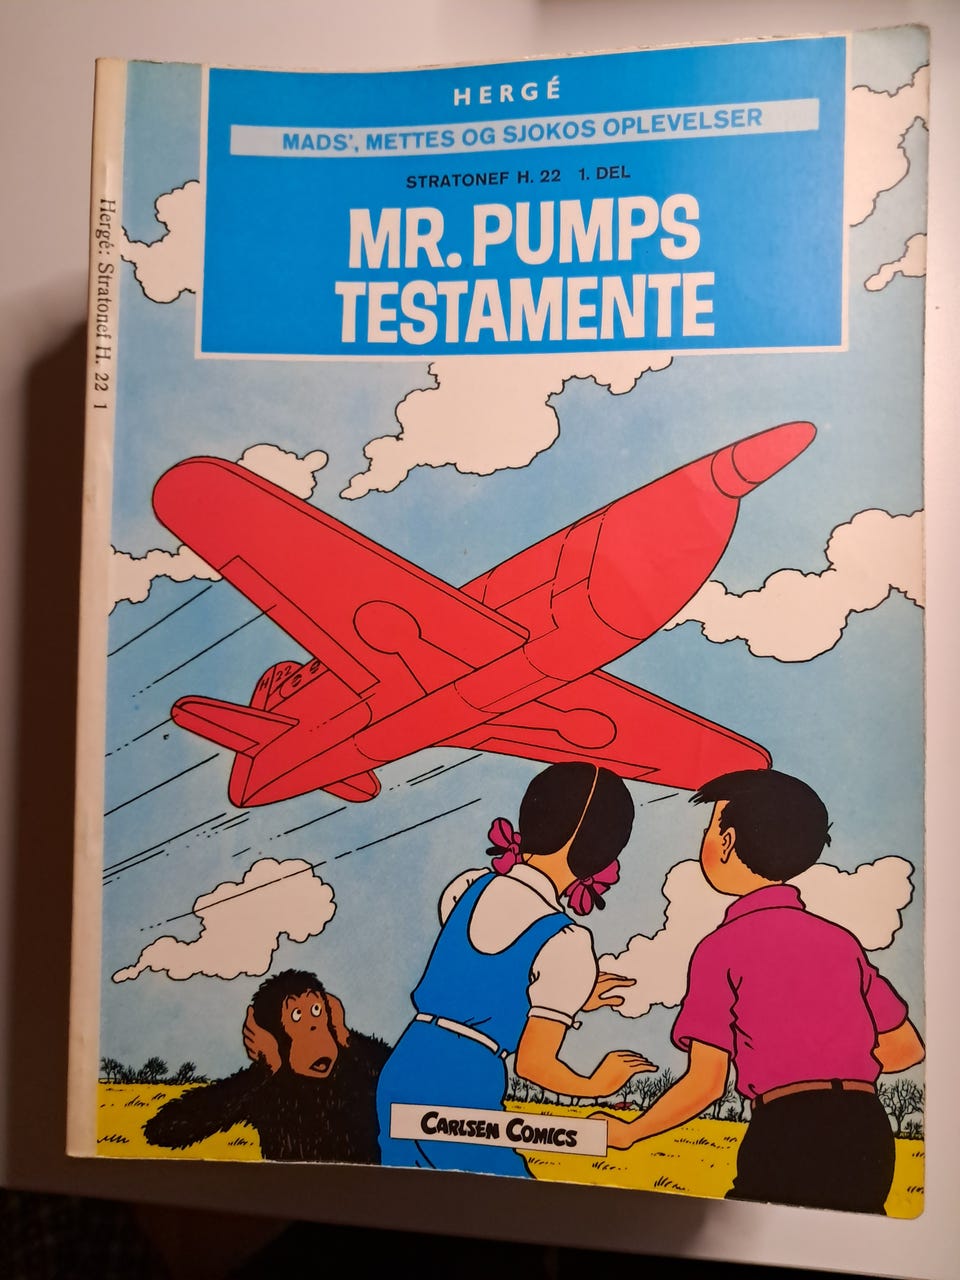 HERGÉ
MADS', METTES OG SJOKOS OPLEVELSER
STRATONEF H. 22 1. DEL
MR. PUMPS
TESTAMENTE
Hergé: Stratonef H. 22 1
H/22
CARLSEN COMICS